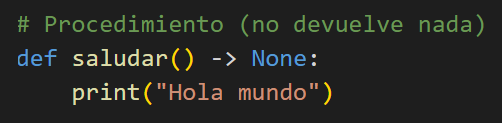 # Procedimiento (no devuelve nada)
def saludar() -> None:
    print("Hola mundo")